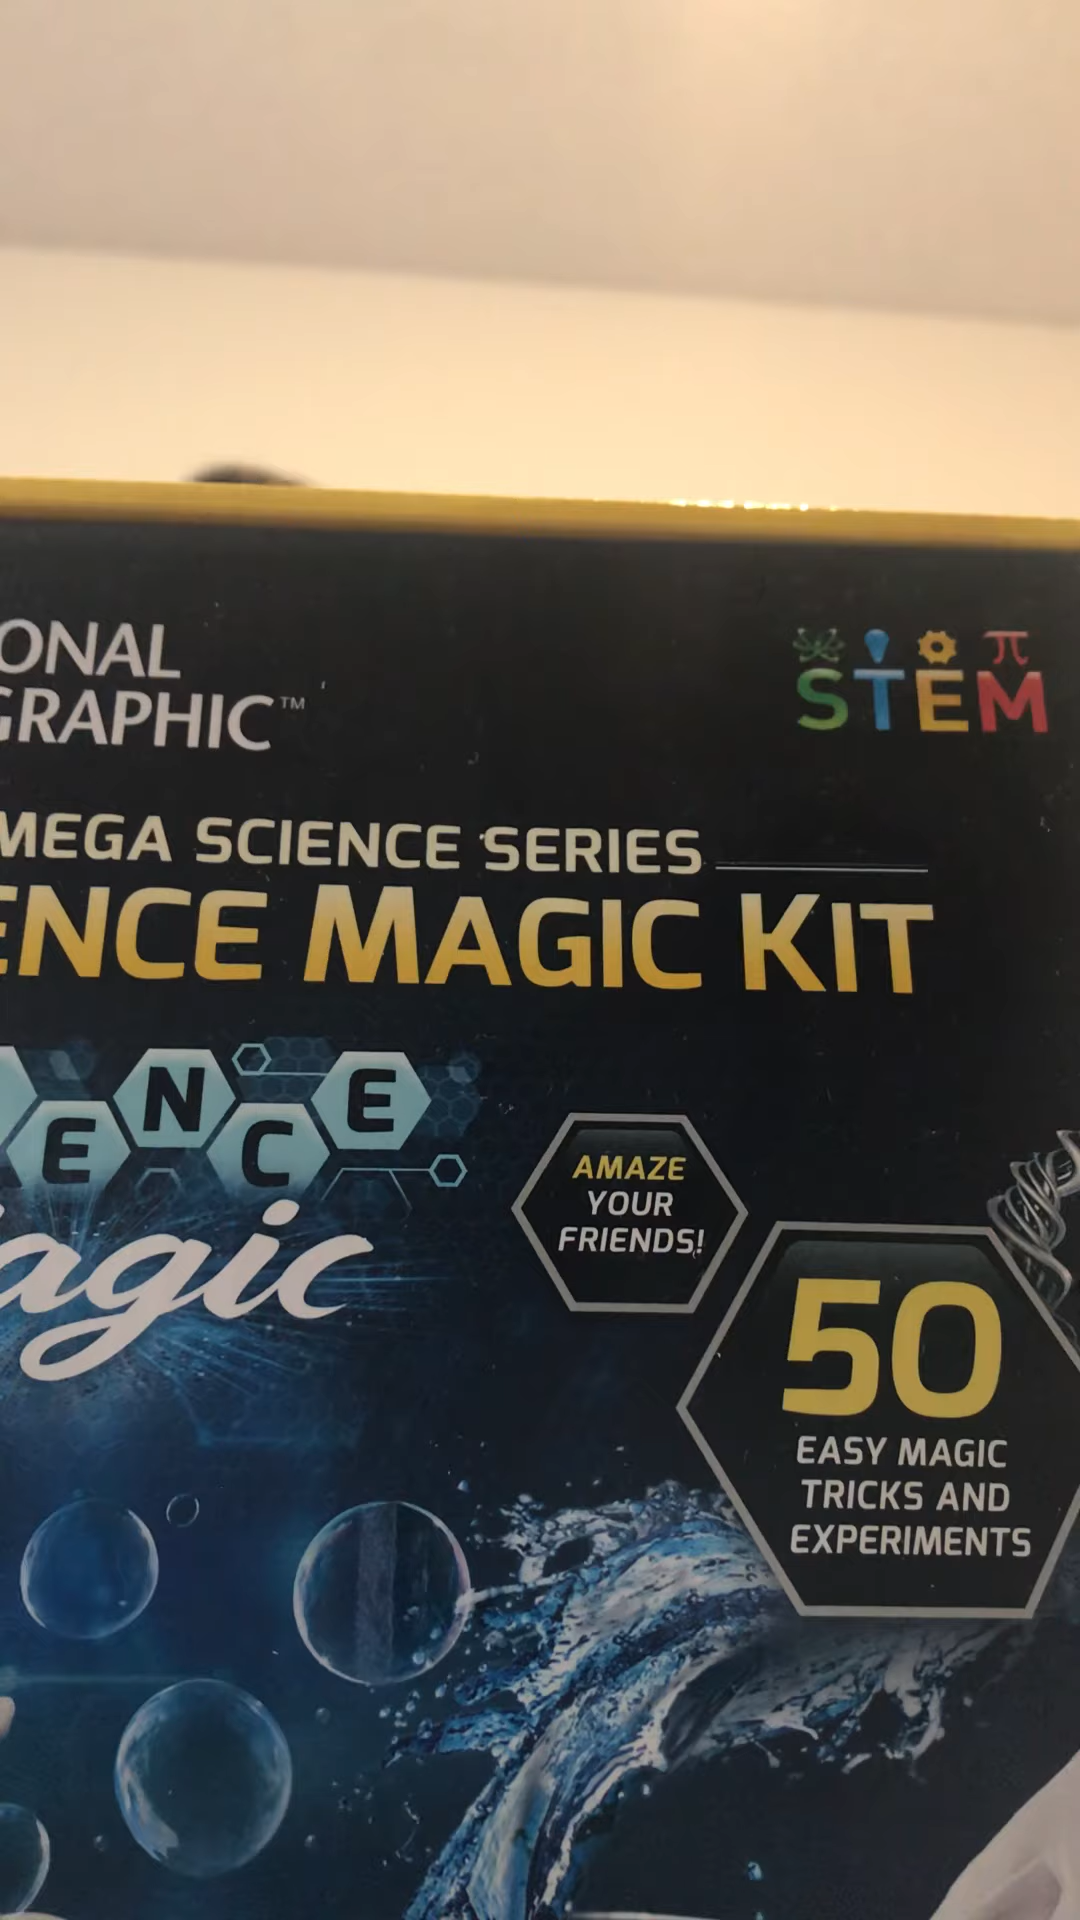 ONAL
GRAPHIC™
STEM
MEGA SCIENCE SERIES
ENCE MAGIC KIT
ENCE
agic
AMAZE
YOUR
FRIENDS!
50
EASY MAGIC
TRICKS AND
EXPERIMENTS